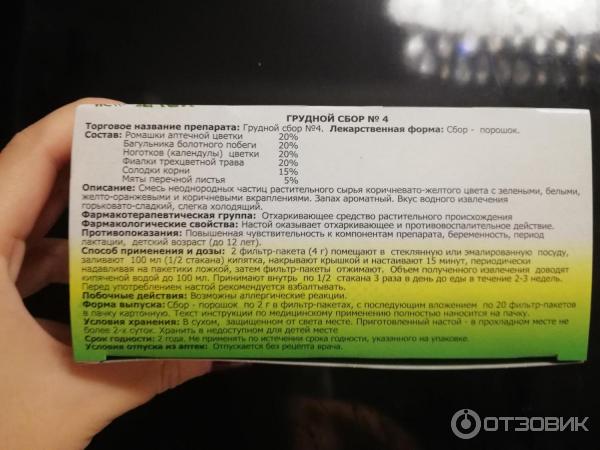 ГРУДНОЙ СБОР № 4
Торговое название препарата: Грудной сбор №4. Лекарственная форма: Сбор - порошок.
Состав: Ромашки аптечной цветки 20%
Багульника болотного побеги 20%
Ноготков (календулы) цветки 20%
Фиалки трехцветной трава 20%
Солодки корни 15%
Мяты перечной листья 5%
Описание: Смесь неоднородных частиц растительного сырья коричневато-желтого цвета с зелеными, белыми,
желто-оранжевыми и коричневыми вкраплениями. Запах ароматный. Вкус водного извлечения
горьковато-сладкий, слегка холодящий.
Фармакотерапевтическая группа: Отхаркивающее средство растительного происхождения
Фармакологические свойства: Настой оказывает отхаркивающее и противовоспалительное действие.
Противопоказания: Повышенная чувствительность к компонентам препарата, беременность, период
лактации, детский возраст (до 12 лет).
Способ применения и дозы: 2 фильтр-пакета (4 г) помещают в стеклянную или эмалированную посуду,
заливают 100 мл (1/2 стакана) кипятка, накрывают крышкой и настаивают 15 минут, периодически
надавливая на пакетики ложкой, затем фильтр-пакеты отжимают. Объем полученного извлечения доводят
кипяченой водой до 100 мл. Принимают внутрь по 1/2 стакана 3 раза в день до еды в течение 2-3 недель.
Перед употреблением настой рекомендуется взбалтывать.
Побочные действия: Возможны аллергические реакции.
Форма выпуска: Сбор - порошок по 2 г в фильтр-пакетах, с последующим вложением по 20 фильтр-пакетов
в пачку картонную. Текст инструкции по медицинскому применению полностью наносится на пачку.
Условия хранения: В сухом, защищенном от света месте. Приготовленный настой - в прохладном месте не
более 2-х суток. Хранить в недоступном для детей месте
Срок годности: 2 года. Не применять по истечении срока годности, указанного на упаковке.
Условия отпуска из аптек: Отпускается без рецепта врача.
ОТЗОВИК